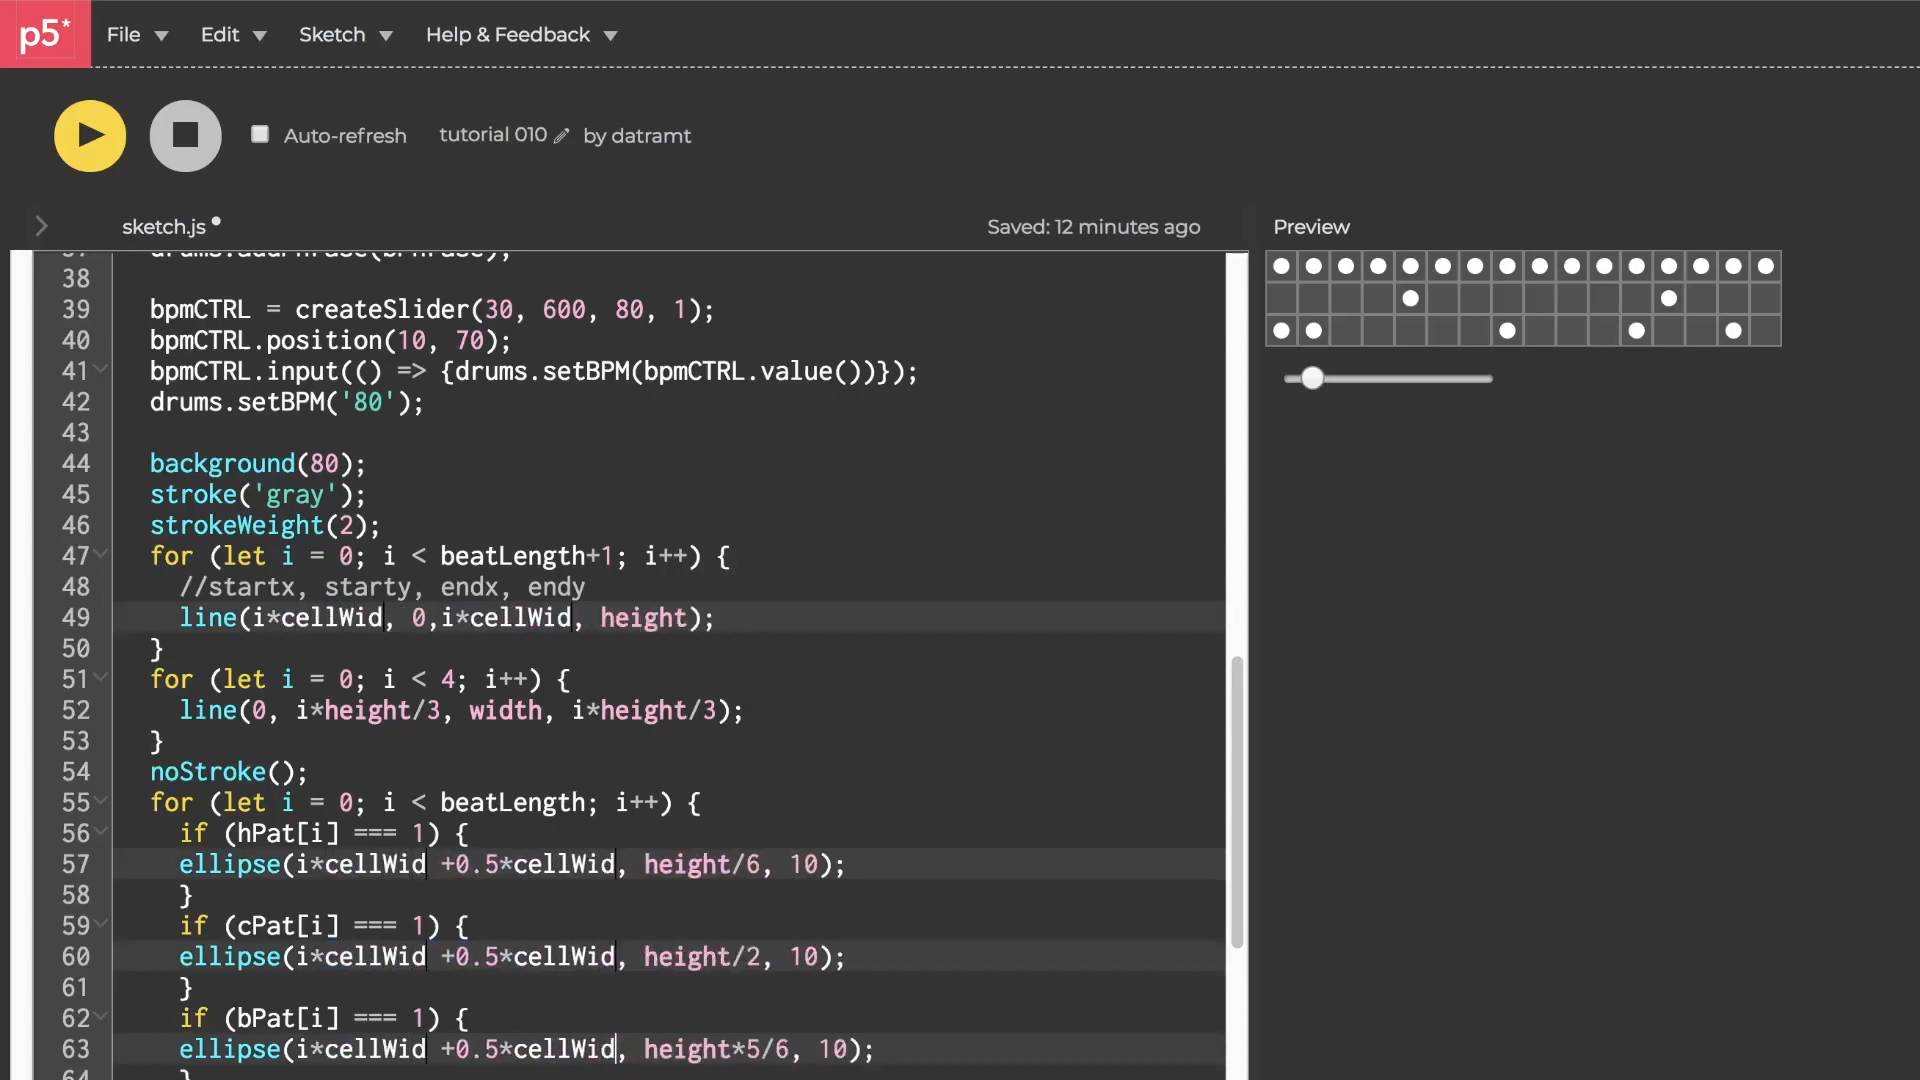 p5* File Edit Sketch Help & Feedback
Auto-refresh tutorial 010 by datramt
sketch.js Saved: 12 minutes ago Preview
38
39 bpmCTRL = createSlider(30, 600, 80, 1);
40 bpmCTRL.position(10, 70);
41 bpmCTRL.input(() => {drums.setBPM(bpmCTRL.value())});
42 drums.setBPM('80');
43
44 background(80);
45 stroke('gray');
46 strokeWeight(2);
47 for (let i = 0; i < beatLength+1; i++) {
48 //startx, starty, endx, endy
49 line(i*cellWid, 0,i*cellWid, height);
50 }
51 for (let i = 0; i < 4; i++) {
52 line(0, i*height/3, width, i*height/3);
53 }
54 noStroke();
55 for (let i = 0; i < beatLength; i++) {
56 if (hPat[i] === 1) {
57 ellipse(i*cellWid +0.5*cellWid, height/6, 10);
58 }
59 if (cPat[i] === 1) {
60 ellipse(i*cellWid +0.5*cellWid, height/2, 10);
61 }
62 if (bPat[i] === 1) {
63 ellipse(i*cellWid +0.5*cellWid, height*5/6, 10);